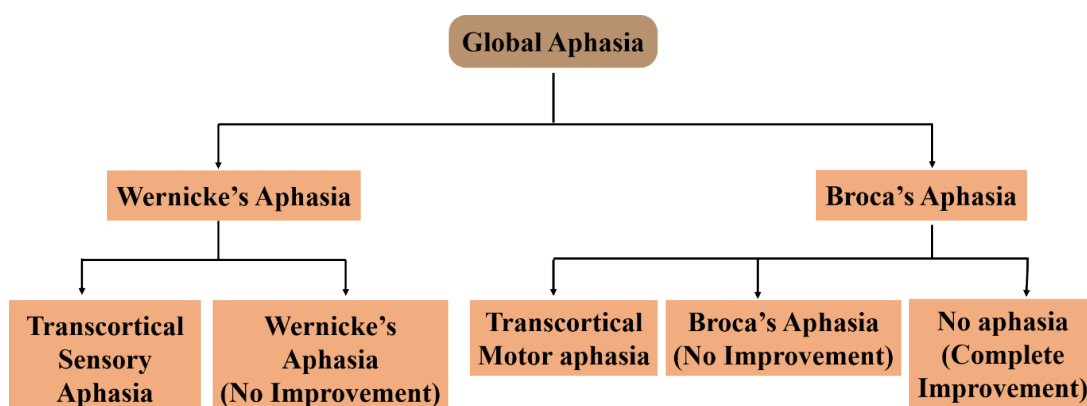 Global Aphasia
Wernicke’s Aphasia
Broca’s Aphasia
Transcortical
Sensory
Aphasia
Wernicke’s
Aphasia
(No Improvement)
Transcortical
Motor aphasia
Broca’s Aphasia
(No Improvement)
No aphasia
(Complete
Improvement)